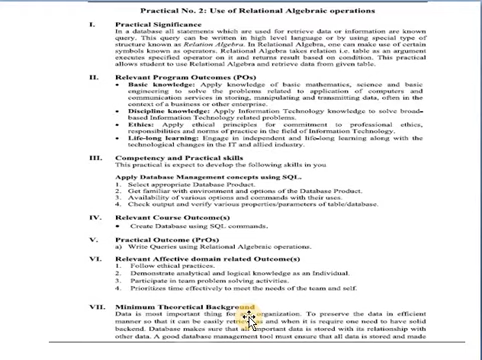 Practical No. 2: Use of Relational Algebraic operations
I. Practical Significance
In a database all statements which are used for retrieve data or information are known
query. This query can be written in high level language or by using special type of
structure known as Relation Algebra. In Relational Algebra, one can make use of certain
symbols known as operators. Relational Algebra takes relation i.e. table as an argument
executes specified operator on it and returns result based on condition. This practical
allows student to use Relational Algebra and retrieve data from given table.
II. Relevant Program Outcomes (POs)
• Basic knowledge: Apply knowledge of basic mathematics, science and basic
engineering to solve the problems related to application of computers and
communication services in storing, manipulating and transmitting data, often in the
context of a business or other enterprise.
• Discipline knowledge: Apply Information Technology knowledge to solve broad-
based Information Technology related problems.
• Ethics: Apply ethical principles for commitment to professional ethics,
responsibilities and norms of practice in the field of Information Technology.
• Life-long learning: Engage in independent and life-long learning along with the
technological changes in the IT and allied industry.
III. Competency and Practical skills
This practical is expect to develop the following skills in you
Apply Database Management concepts using SQL.
1. Select appropriate Database Product.
2. Get familiar with environment and options of the Database Product.
3. Availability of various options and commands with their uses.
4. Check output and verify various properties/parameters of table/database.
IV. Relevant Course Outcome(s)
• Create Database using SQL commands.
V. Practical Outcome (PrOs)
a) Write Queries using Relational Algebraic operations.
VI. Relevant Affective domain related Outcome(s)
1. Follow ethical practices.
2. Demonstrate analytical and logical knowledge as an Individual.
3. Participate in team problem solving activities.
4. Prioritizes time effectively to meet the needs of the team and self.
VII. Minimum Theoretical Background
Data is most important thing for organization. To preserve the data in efficient
manner so that it can be easily and when it is require one need to have solid
backend. Database makes sure that all important data is stored with its relationship with
other data. A good database management tool must ensure that all data is stored and made